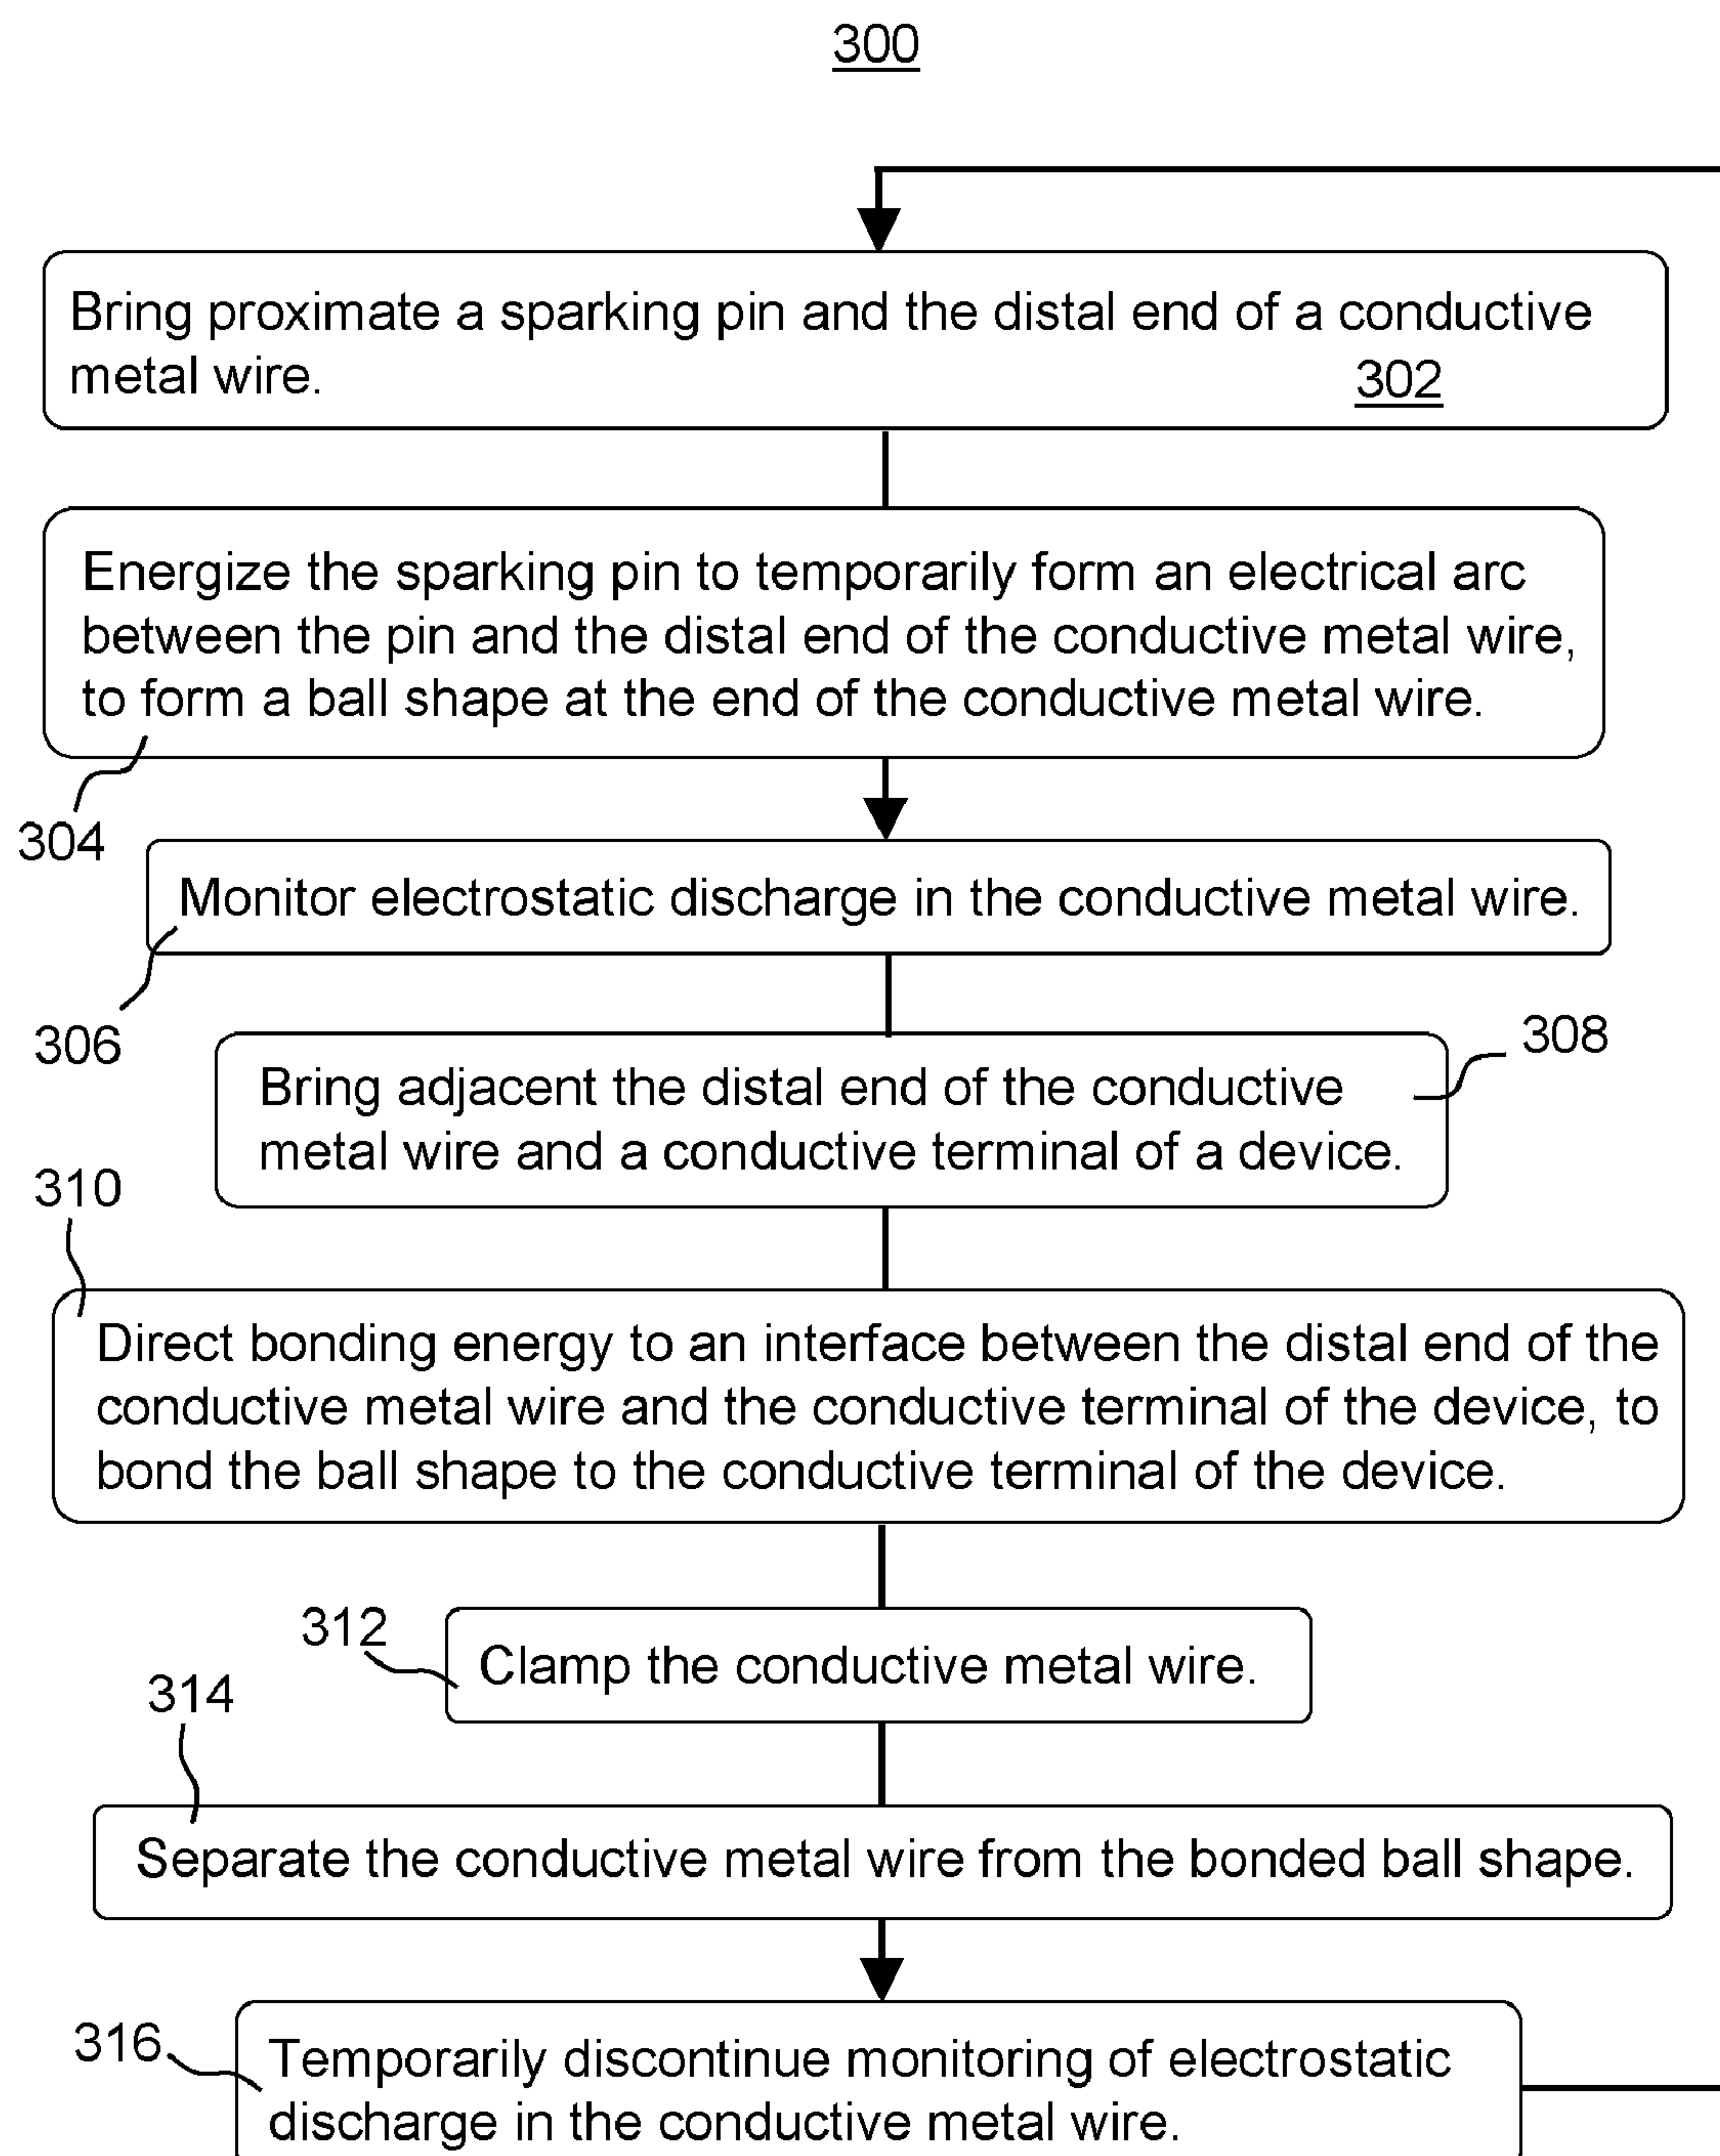 300
Bring proximate a sparking pin and the distal end of a conductive
metal wire.
302
Energize the sparking pin to temporarily form an electrical arc
between the pin and the distal end of the conductive metal wire,
to form a ball shape at the end of the conductive metal wire.
304
Monitor electrostatic discharge in the conductive metal wire.
306
308
Bring adjacent the distal end of the conductive
metal wire and a conductive terminal of a device.
310
Direct bonding energy to an interface between the distal end of the
conductive metal wire and the conductive terminal of the device, to
bond the ball shape to the conductive terminal of the device.
312
Clamp the conductive metal wire.
314
Separate the conductive metal wire from the bonded ball shape.
316
Temporarily discontinue monitoring of electrostatic
discharge in the conductive metal wire.